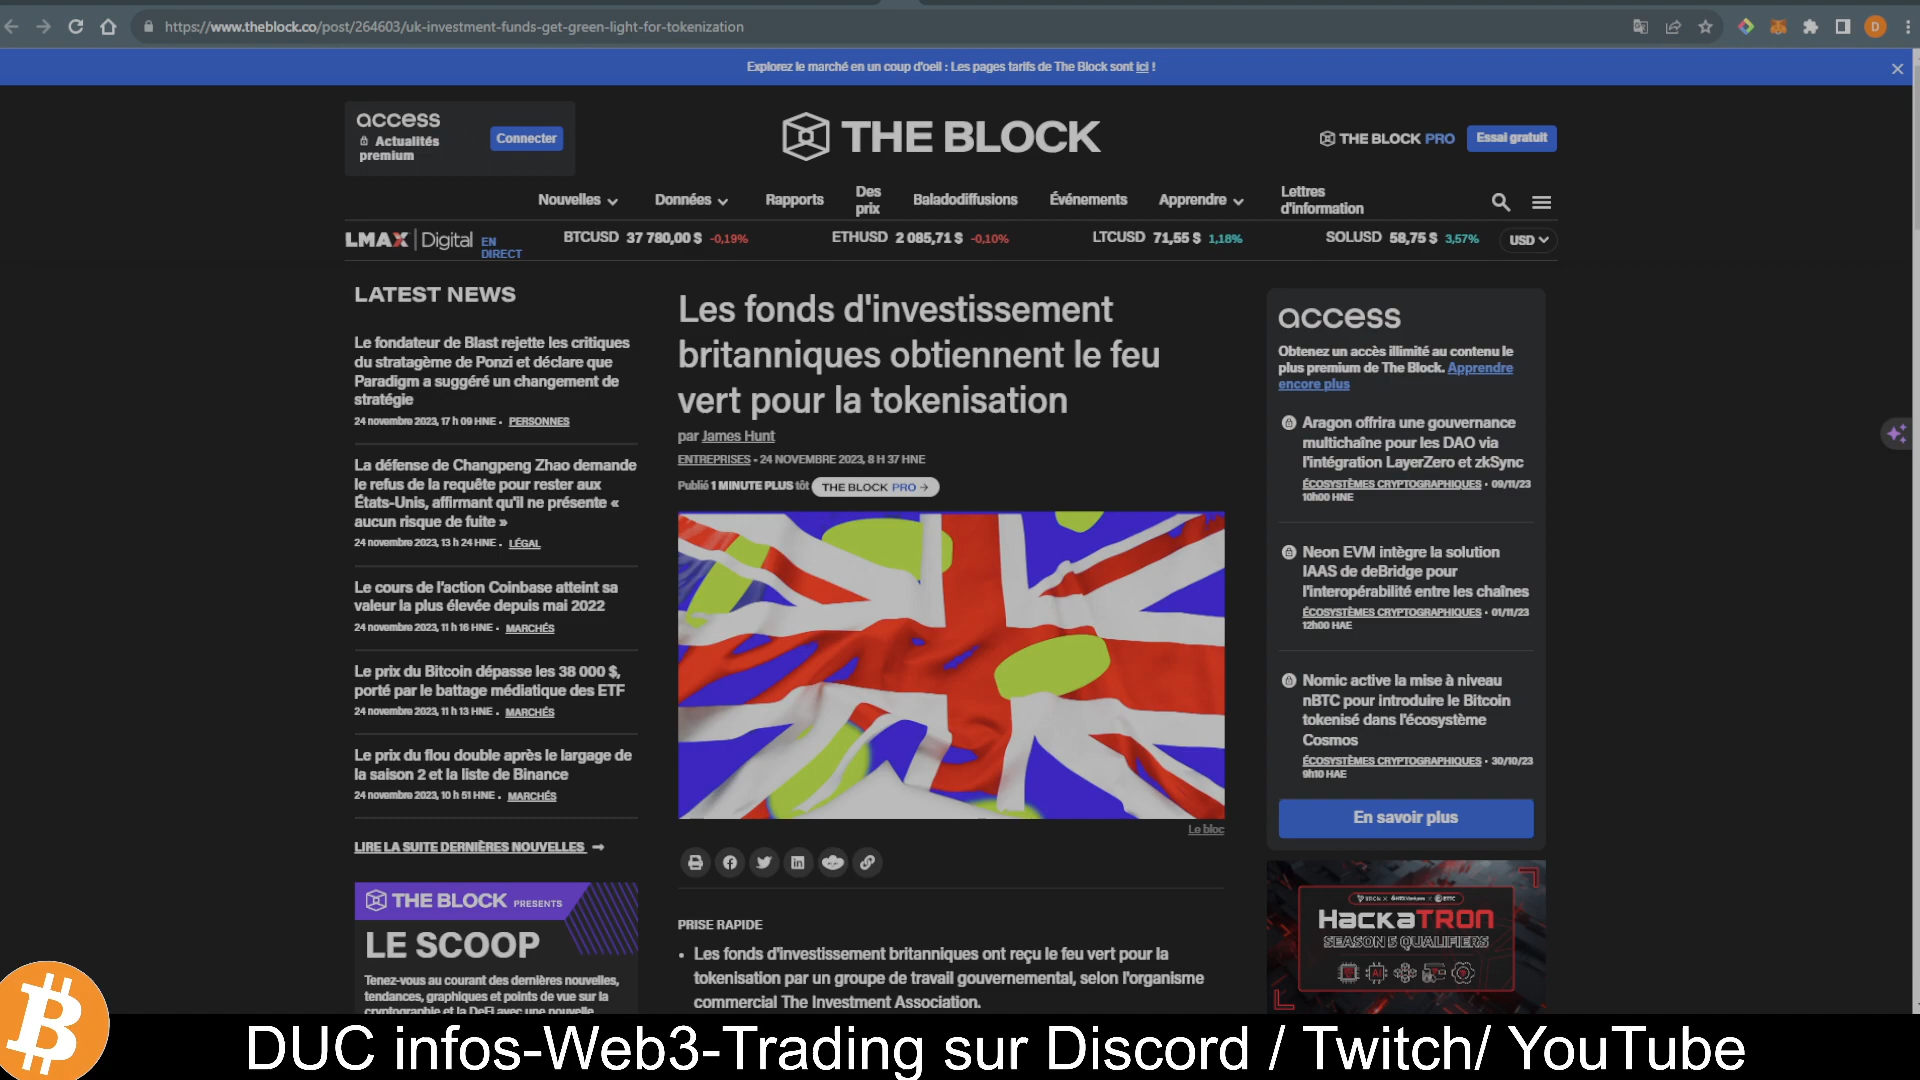 https://www.theblock.co/post/264603/uk-investment-funds-get-green-light-for-tokenization
D
Explorez le marché en un coup d'oeil : Les pages tarifs de The Block sont ici !
access
Actualités
premium
Connecter
THE BLOCK
THE BLOCK PRO
Essai gratuit
Nouvelles
Données
Rapports
Des
prix
Baladodiffusions
Événements
Apprendre
Lettres
d'information
LMAX Digital
EN
DIRECT
BTCUSD 37 780,00 $ -0,19%
ETHUSD 2 085,71 $ -0,10%
LTCUSD 71,55 $ 1,18%
SOLUSD 58,75 $ 3,57%
USD
LATEST NEWS
Le fondateur de Blast rejette les critiques
du stratagème de Ponzi et déclare que
Paradigm a suggéré un changement de
stratégie
24 novembre 2023, 17 h 09 HNE • PERSONNES
La défense de Changpeng Zhao demande
le refus de la requête pour rester aux
États-Unis, affirmant qu'il ne présente «
aucun risque de fuite »
24 novembre 2023, 13 h 24 HNE • LÉGAL
Le cours de l'action Coinbase atteint sa
valeur la plus élevée depuis mai 2022
24 novembre 2023, 11 h 16 HNE • MARCHÉS
Le prix du Bitcoin dépasse les 38 000 $,
porté par le battage médiatique des ETF
24 novembre 2023, 11 h 13 HNE • MARCHÉS
Le prix du flou double après le largage de
la saison 2 et la liste de Binance
24 novembre 2023, 10 h 51 HNE • MARCHÉS
LIRE LA SUITE DERNIÈRES NOUVELLES →
THE BLOCK PRESENTS
LE SCOOP
Tenez-vous au courant des dernières nouvelles,
tendances, graphiques et points de vue sur la
cryptographie et la DeFi avec une nouvelle
Les fonds d'investissement
britanniques obtiennent le feu
vert pour la tokenisation
par James Hunt
ENTREPRISES • 24 NOVEMBRE 2023, 8 H 37 HNE
Publié 1 MINUTE PLUS tôt THE BLOCK PRO →
Le bloc
PRISE RAPIDE
• Les fonds d'investissement britanniques ont reçu le feu vert pour la
tokenisation par un groupe de travail gouvernemental, selon l'organisme
commercial The Investment Association.
access
Obtenez un accès illimité au contenu le
plus premium de The Block. Apprendre
encore plus
Aragon offrira une gouvernance
multichaîne pour les DAO via
l'intégration LayerZero et zkSync
ÉCOSYSTÈMES CRYPTOGRAPHIQUES • 09/11/23
10h00 HNE
Neon EVM intègre la solution
IAAS de deBridge pour
l'interopérabilité entre les chaînes
ÉCOSYSTÈMES CRYPTOGRAPHIQUES • 01/11/23
12h00 HAE
Nomic active la mise à niveau
nBTC pour introduire le Bitcoin
tokenisé dans l'écosystème
Cosmos
ÉCOSYSTÈMES CRYPTOGRAPHIQUES • 30/10/23
9h10 HAE
En savoir plus
HackaTRON
SEASON 5 QUALIFIERS
AI
DUC infos-Web3-Trading sur Discord / Twitch/ YouTube